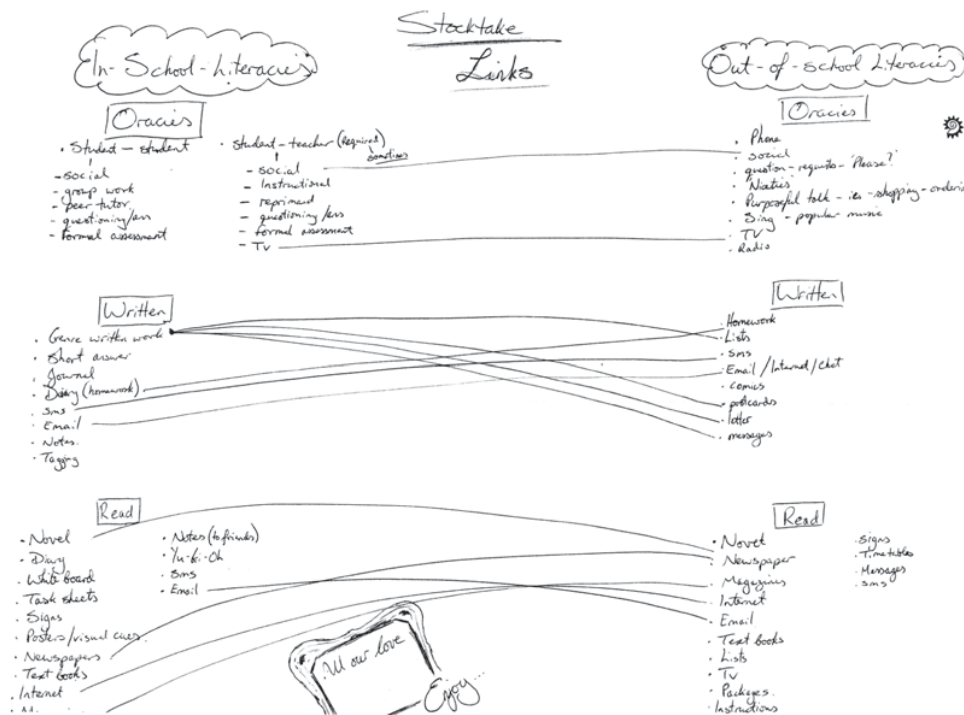 Stocktake
Links
In-School-Literacies
Oracies
• Student – student
- social
- group work
- peer-tutor
- questioning/ans
- formal assessment
• Student-teacher (Required)
sometimes
- social
- Instructional
- reprimand
- questioning/ans
- formal assessment
- TV
Out-of-school Literacies
Oracies
• Phone
• social
• question-requests-'Please?'
• Niceties
• Purposeful talk - ies - shopping - ordering
• Sing - popular music
• TV
• Radio
Written
• Genre written work
• Short answer
• Journal
• Diary (homework)
• Sms
• Email
• Notes.
• Tagging
Written
• Homework
• Lists
• Sms
• Email/Internet/Chat
• comics
• postcards
• letter
• messages
Read
• Novel
• Diary
• White board
• Task sheets
• Signs
• Posters/visual cues.
• Newspapers
• Text books
• Internet
• Notes (to friends)
• Yu-Gi-Oh
• Sms
• Email
All our love
Enjoy...
Read
• Novel
• Newspaper
• Magazines
• Internet
• Email
• Text books
• Lists
• Tv
• Packages.
• Instructions
• Signs
• Timetables
• Messages
• sms